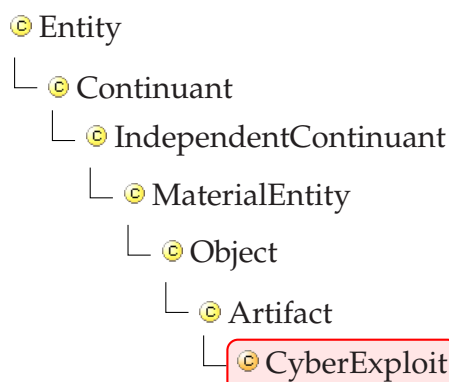 © Entity
© Continuant
© IndependentContinuant
© MaterialEntity
© Object
© Artifact
© CyberExploit